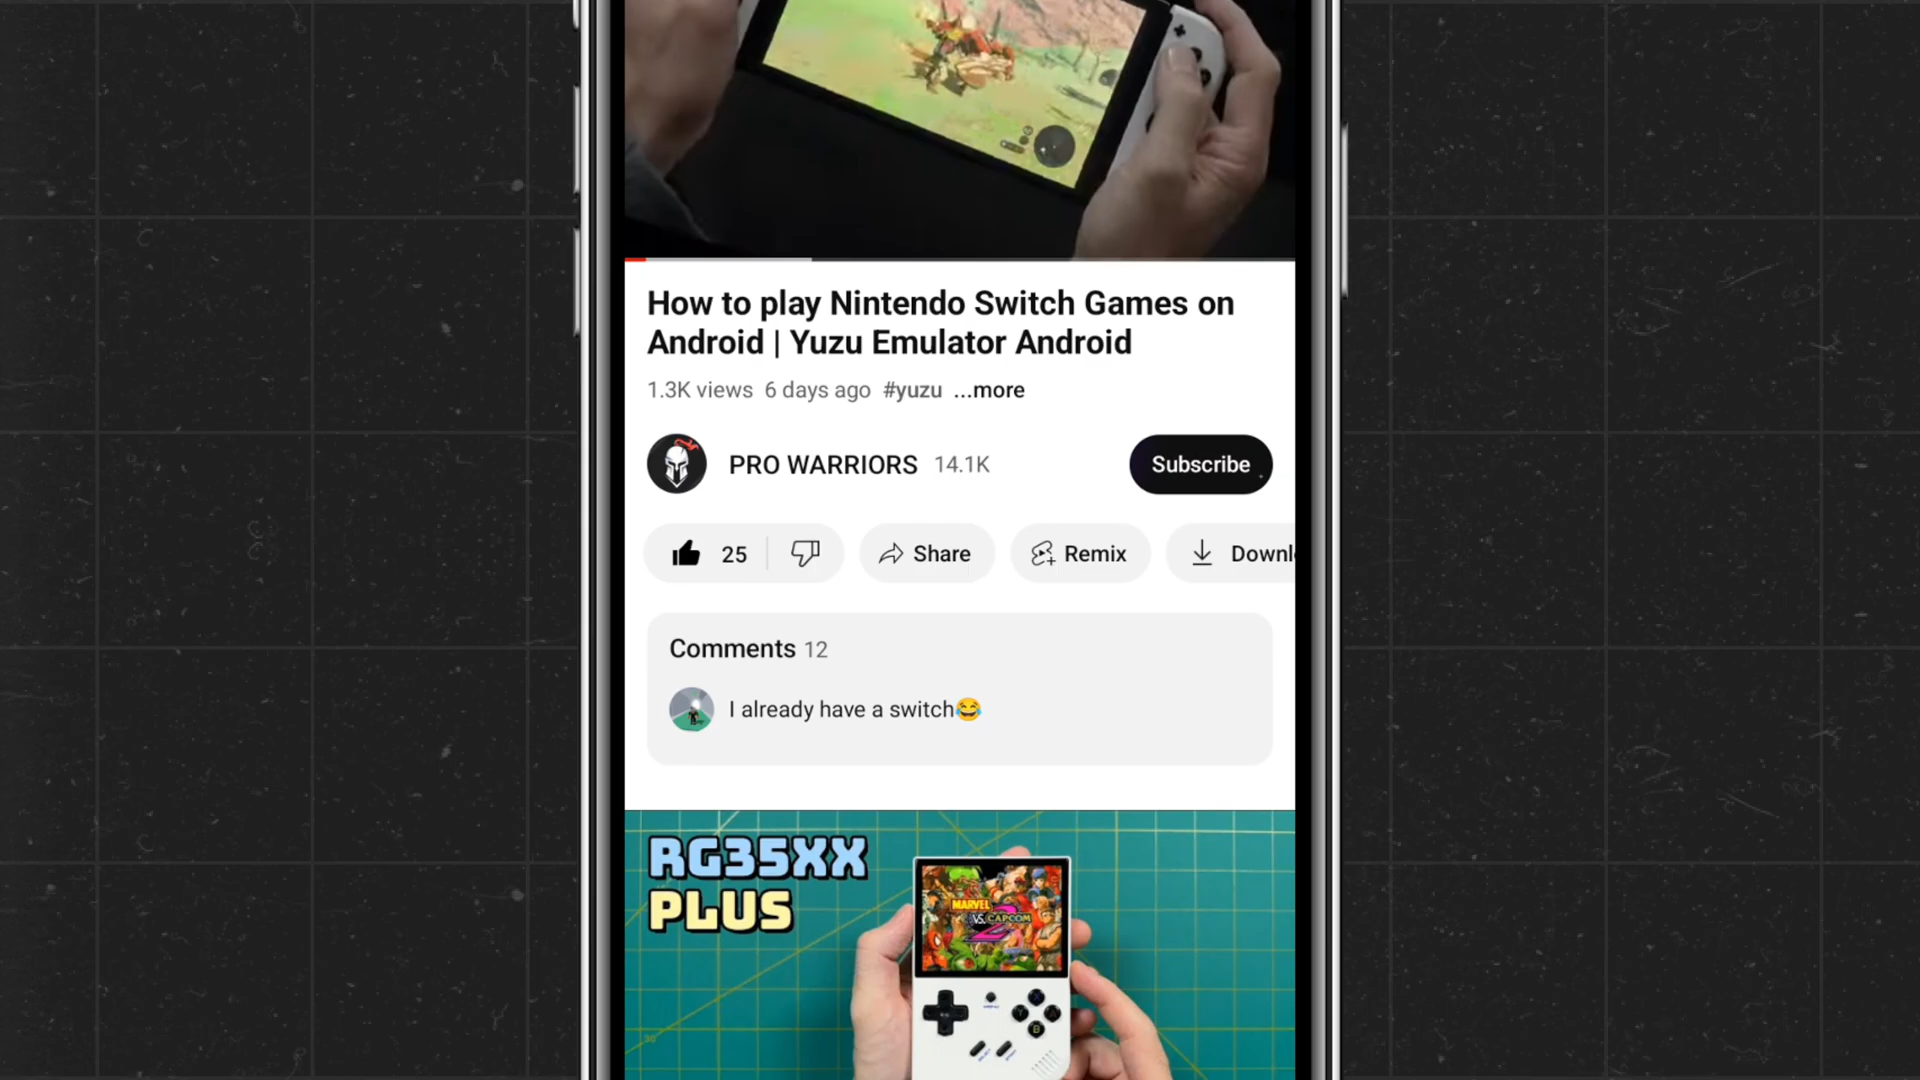 How to play Nintendo Switch Games on
Android | Yuzu Emulator Android
1.3K views 6 days ago #yuzu ...more
PRO WARRIORS 14.1K Subscribe
25 Share Remix Downl
Comments 12
I already have a switch😂
RG35XX
PLUS
MARVEL
VS. CAPCOM
2